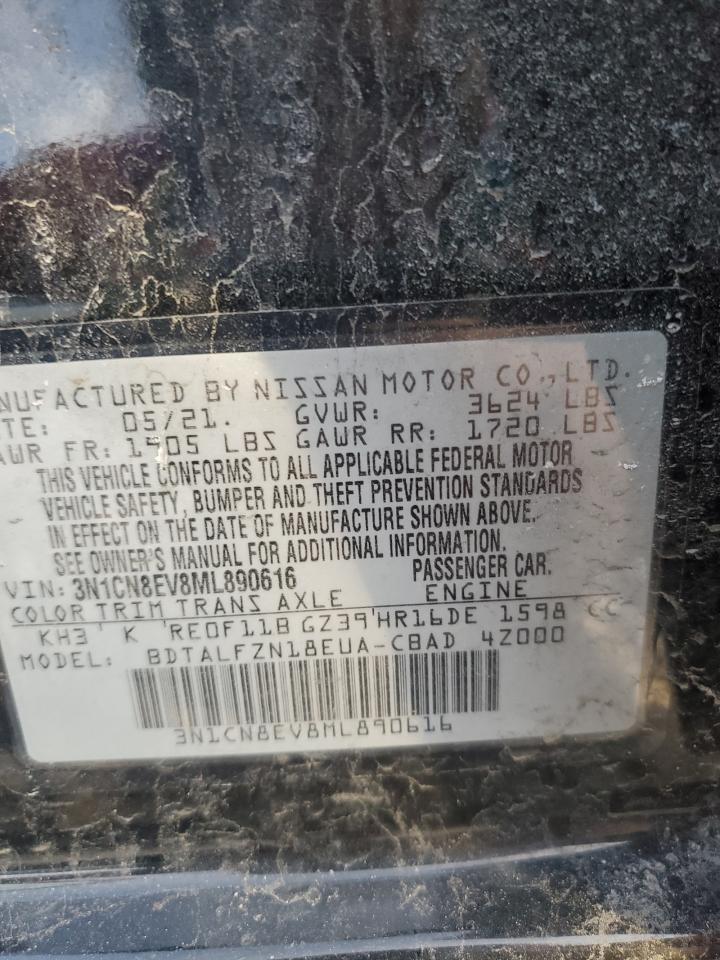 NUFACTURED BY NISSAN MOTOR CO., LTD.
TE: 05/21. GVWR: 3624 LBS
AWR FR: 1905 LBS GAWR RR: 1720 LBS
THIS VEHICLE CONFORMS TO ALL APPLICABLE FEDERAL MOTOR
VEHICLE SAFETY, BUMPER AND THEFT PREVENTION STANDARDS
IN EFFECT ON THE DATE OF MANUFACTURE SHOWN ABOVE.
SEE OWNER'S MANUAL FOR ADDITIONAL INFORMATION.
VIN: 3N1CN8EV8ML890616 PASSENGER CAR.
COLOR TRIM TRANS AXLE ENGINE
KH3 K RE0F11B GZ39 HR16DE 1598 CC
MODEL: BDTALFZN18EUA-CBAD 4Z000
3N1CN8EV8ML890616